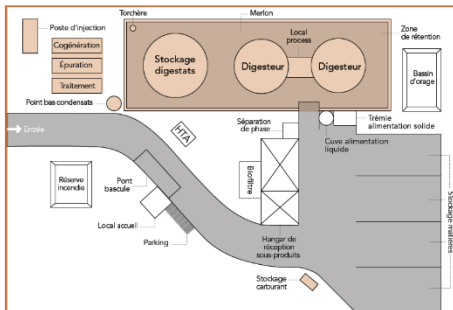 Poste d'injection
Torchère
Merlon
Cogénération
Épuration
Traitement
Point bas condensats
Stockage
digestats
Digesteur
Local
process
Digesteur
Zone
de rétention
Bassin
d'orage
Entrée
HTA
Séparation
de phase
Cuve alimentation
liquide
Trémie
alimentation solide
Réserve
incendie
Pont
bascule
Local accueil
Parking
Biofiltre
Hangar de
réception
sous-produits
Stockage
carburant
Stockage matières